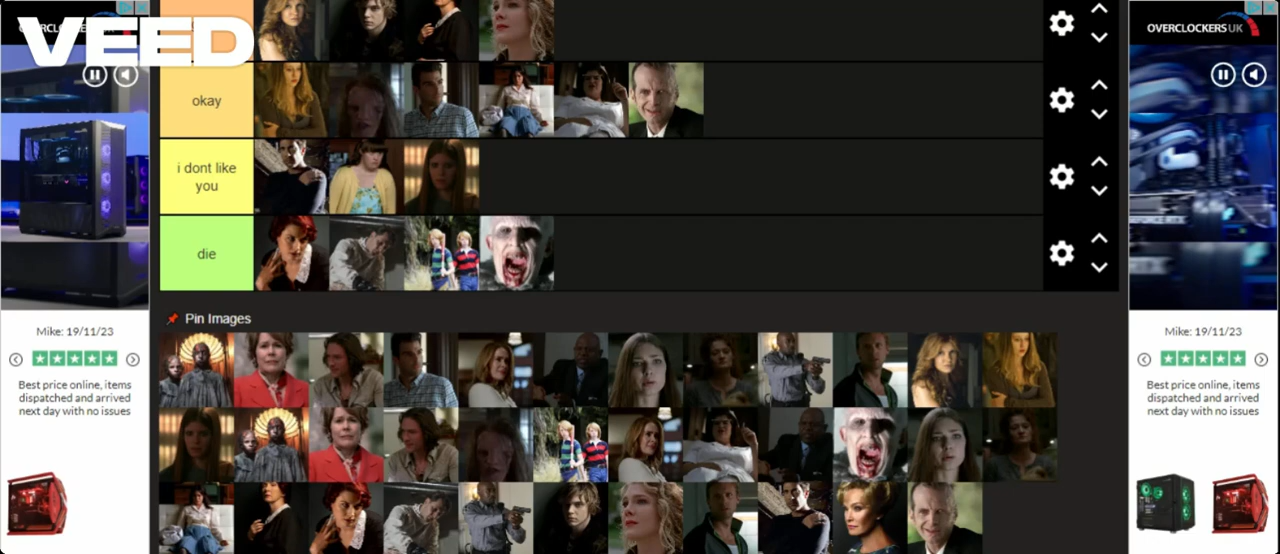 VEED
OVERCLOCKERS UK
okay
i dont like
you
die
Pin Images
Mike: 19/11/23
Best price online, items
dispatched and arrived
next day with no issues
Mike: 19/11/23
Best price online, items
dispatched and arrived
next day with no issues